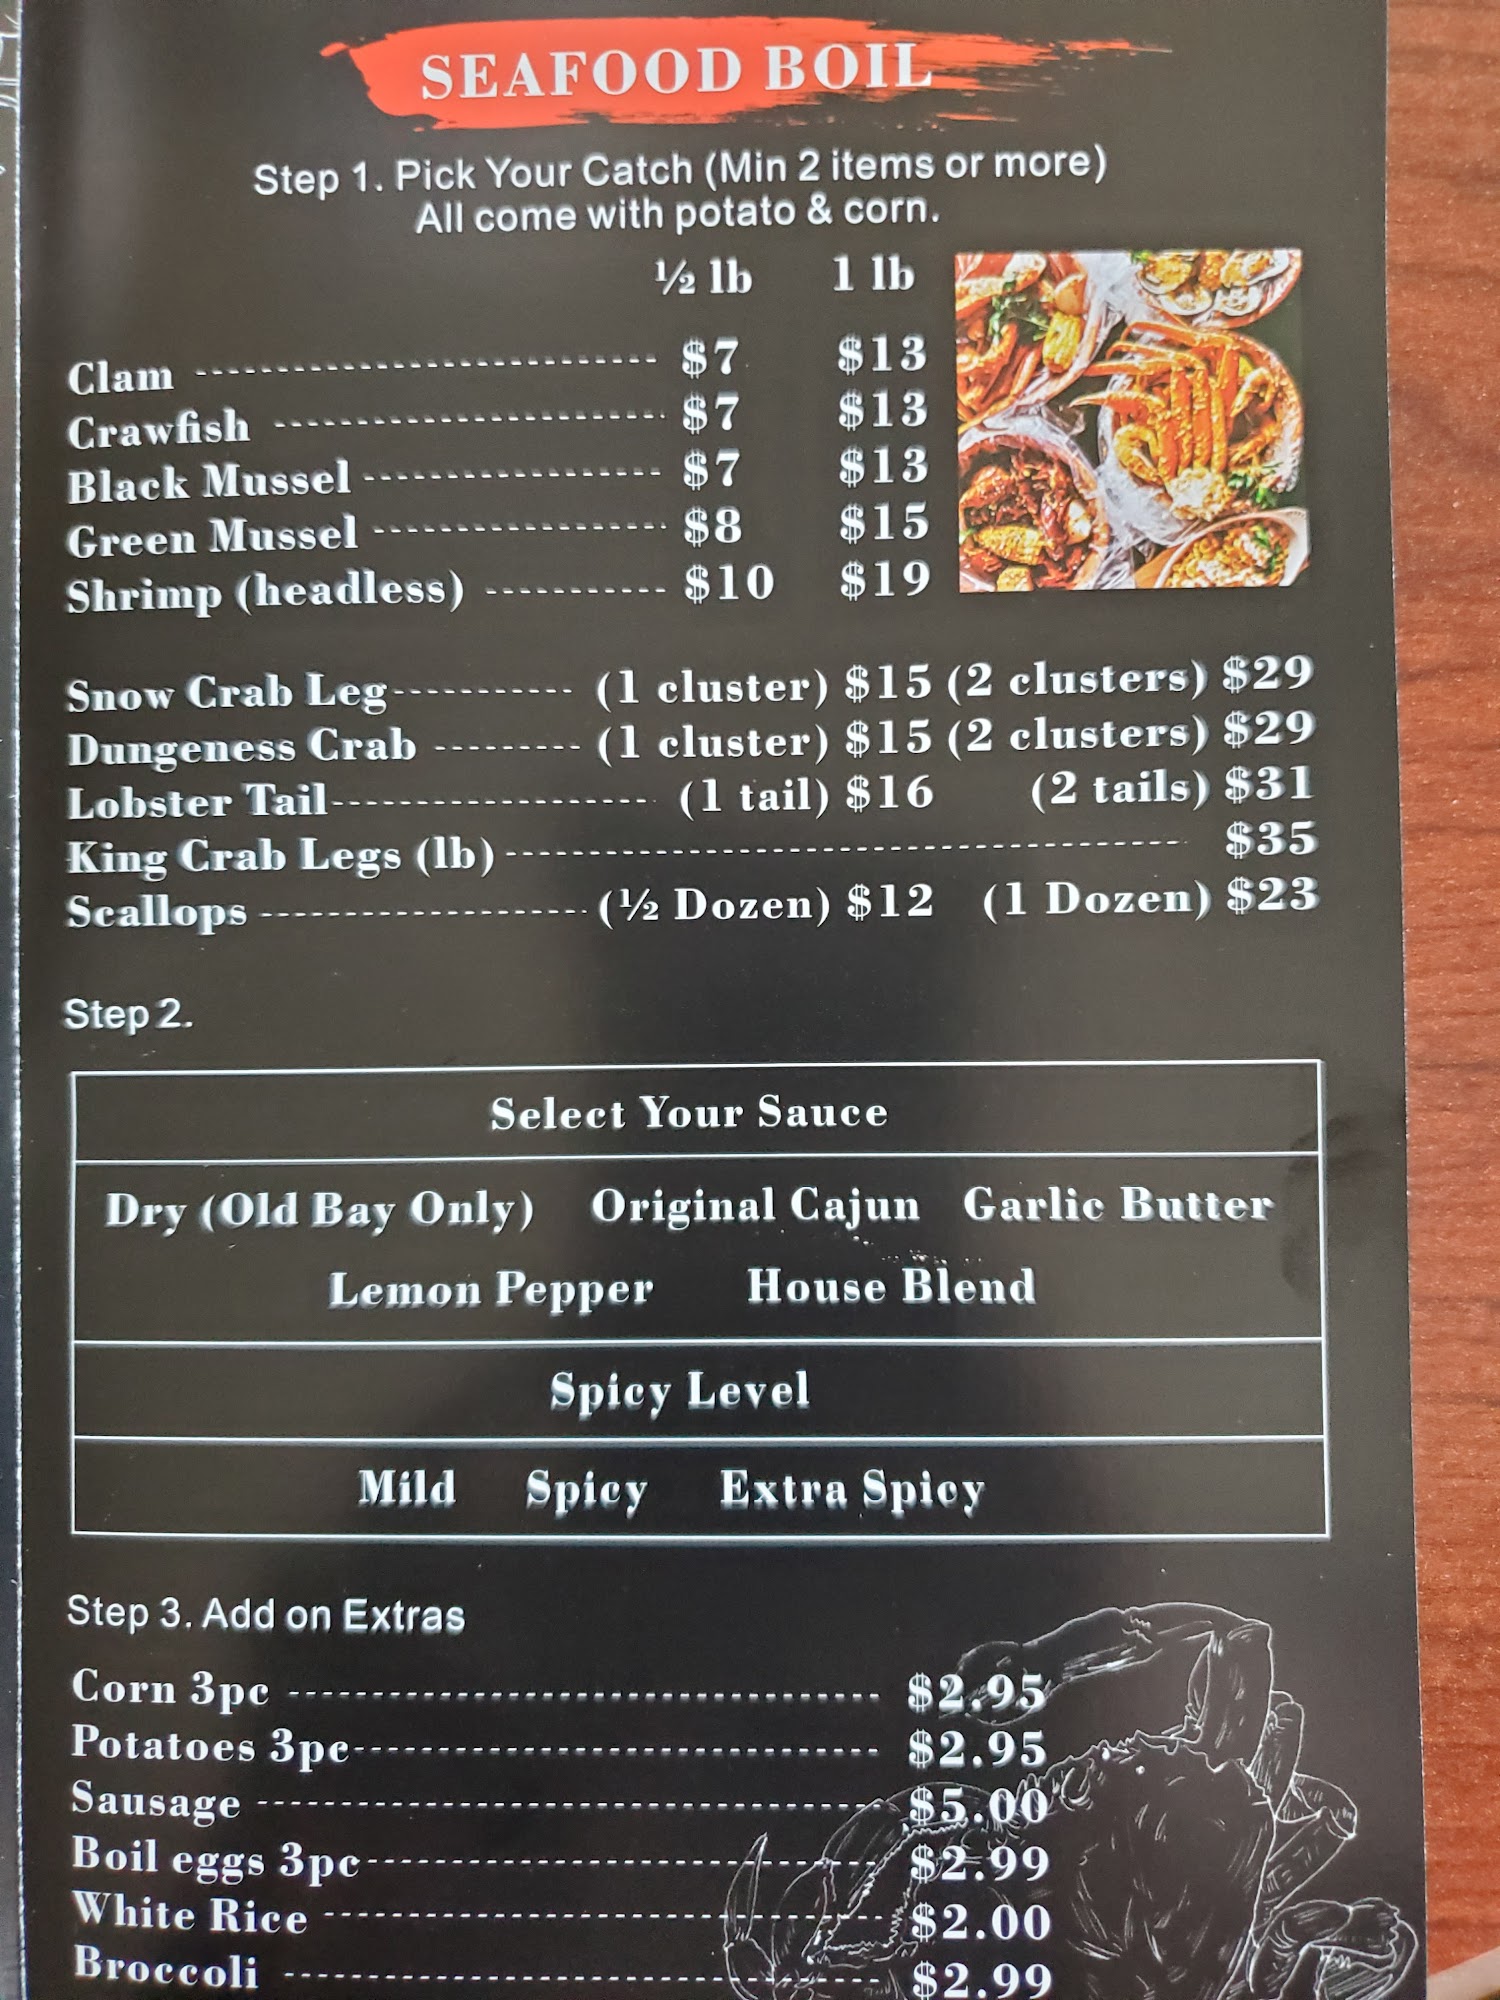 SEAFOOD BOIL
Step 1. Pick Your Catch (Min 2 items or more)
All come with potato & corn.
½ lb 1 lb
Clam $7 $13
Crawfish $7 $13
Black Mussel $7 $13
Green Mussel $8 $15
Shrimp (headless) $10 $19
Snow Crab Leg (1 cluster) $15 (2 clusters) $29
Dungeness Crab (1 cluster) $15 (2 clusters) $29
Lobster Tail (1 tail) $16 (2 tails) $31
King Crab Legs (lb) $35
Scallops (½ Dozen) $12 (1 Dozen) $23
Step 2.
Select Your Sauce
Dry (Old Bay Only) Original Cajun Garlic Butter
Lemon Pepper House Blend
Spicy Level
Mild Spicy Extra Spicy
Step 3. Add on Extras
Corn 3pc $2.95
Potatoes 3pc $2.95
Sausage $5.00
Boil eggs 3pc $2.99
White Rice $2.00
Broccoli $2.99